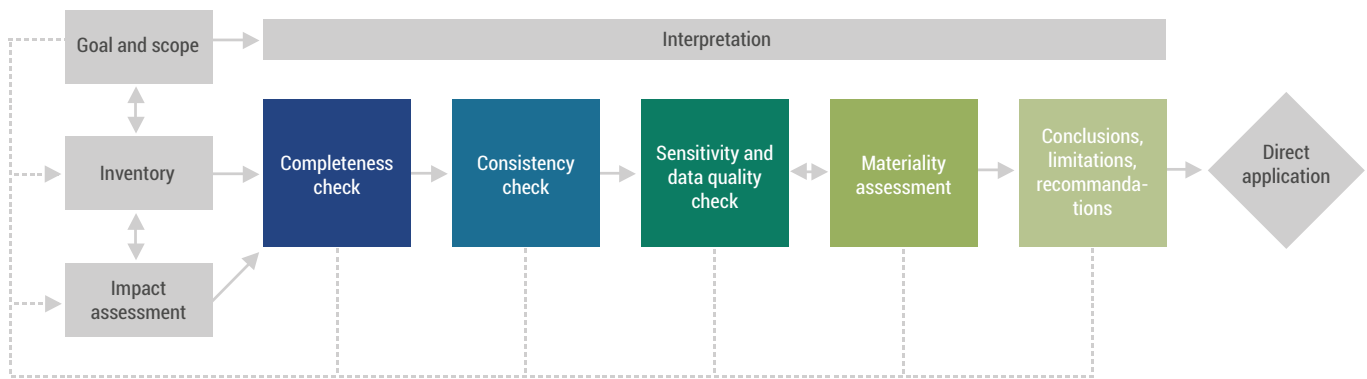 Goal and scope
Interpretation
Inventory
Impact
assessment
Completeness
check
Consistency
check
Sensitivity and
data quality
check
Materiality
assessment
Conclusions,
limitations,
recommanda-
tions
Direct
application